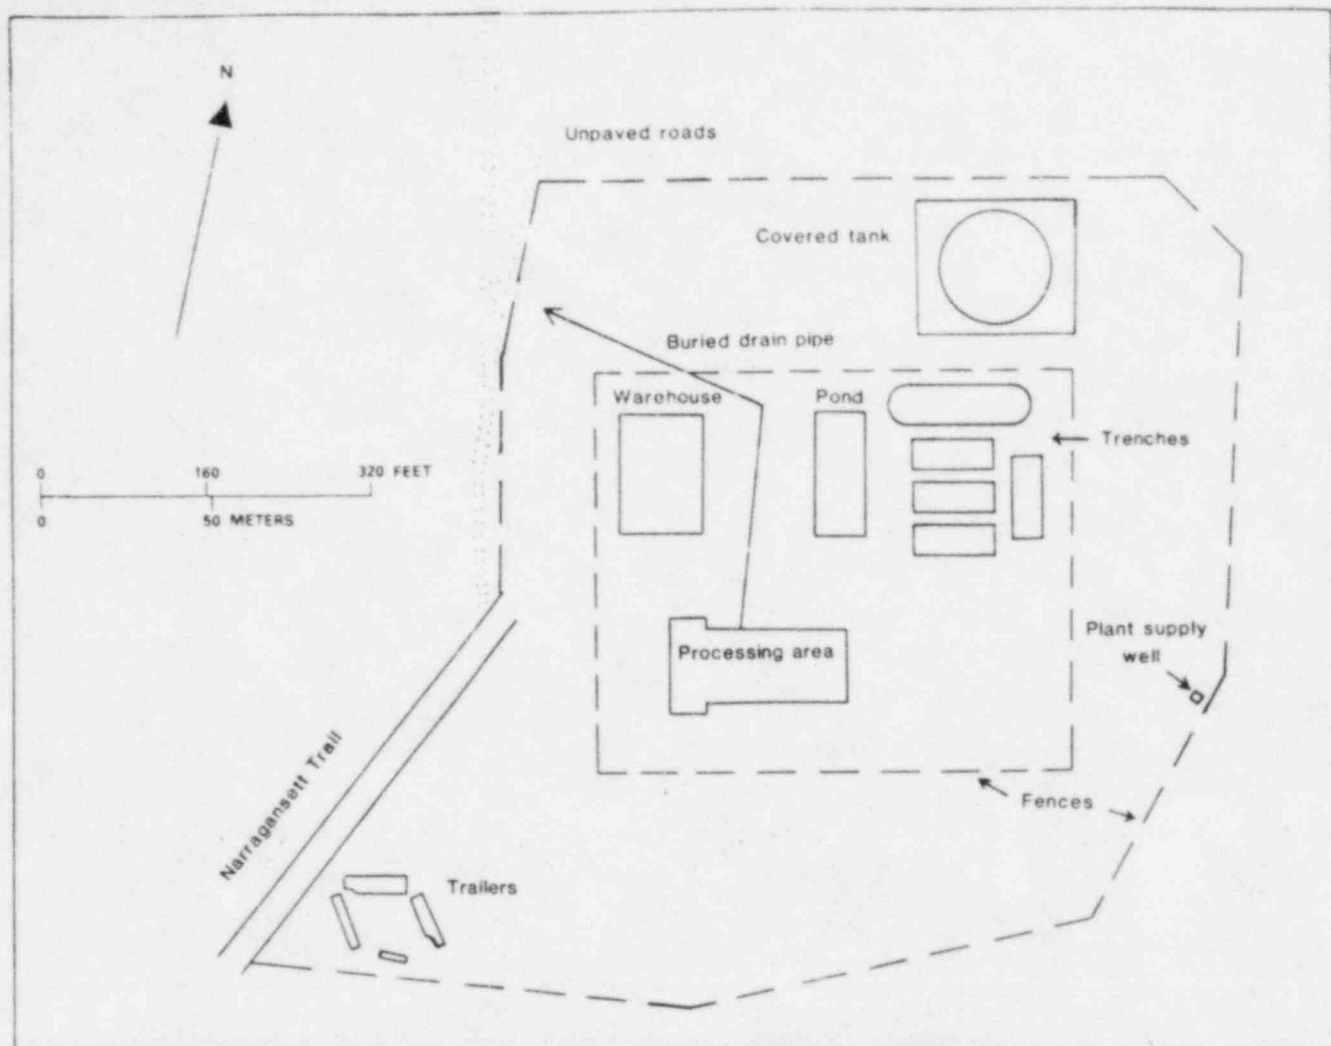 N
Unpaved roads
Covered tank
Buried drain pipe
Warehouse
Pond
Trenches
0 160 320 FEET
0 50 METERS
Plant supply
well
Processing area
Narragansett Trail
Fences
Trailers